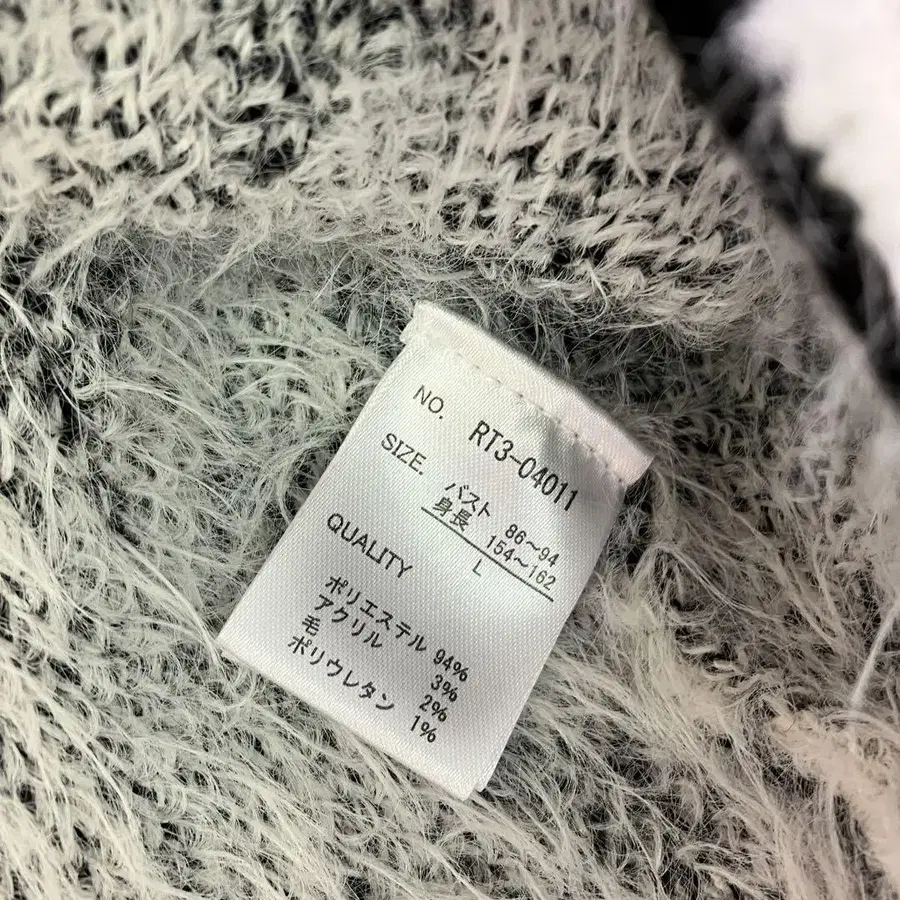 NO. RT3-04011
SIZE.
バスト 86〜94
身長 154〜162
L
QUALITY
ポリエステル 94%
アクリル 3%
毛 2%
ポリウレタン 1%